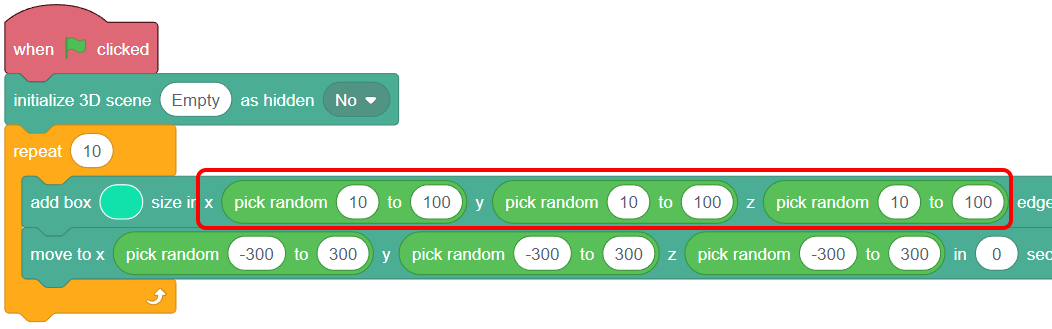 when clicked
initialize 3D scene Empty as hidden No
repeat 10
add box size in x pick random 10 to 100 y pick random 10 to 100 z pick random 10 to 100 edge
move to x pick random -300 to 300 y pick random -300 to 300 z pick random -300 to 300 in 0 sec